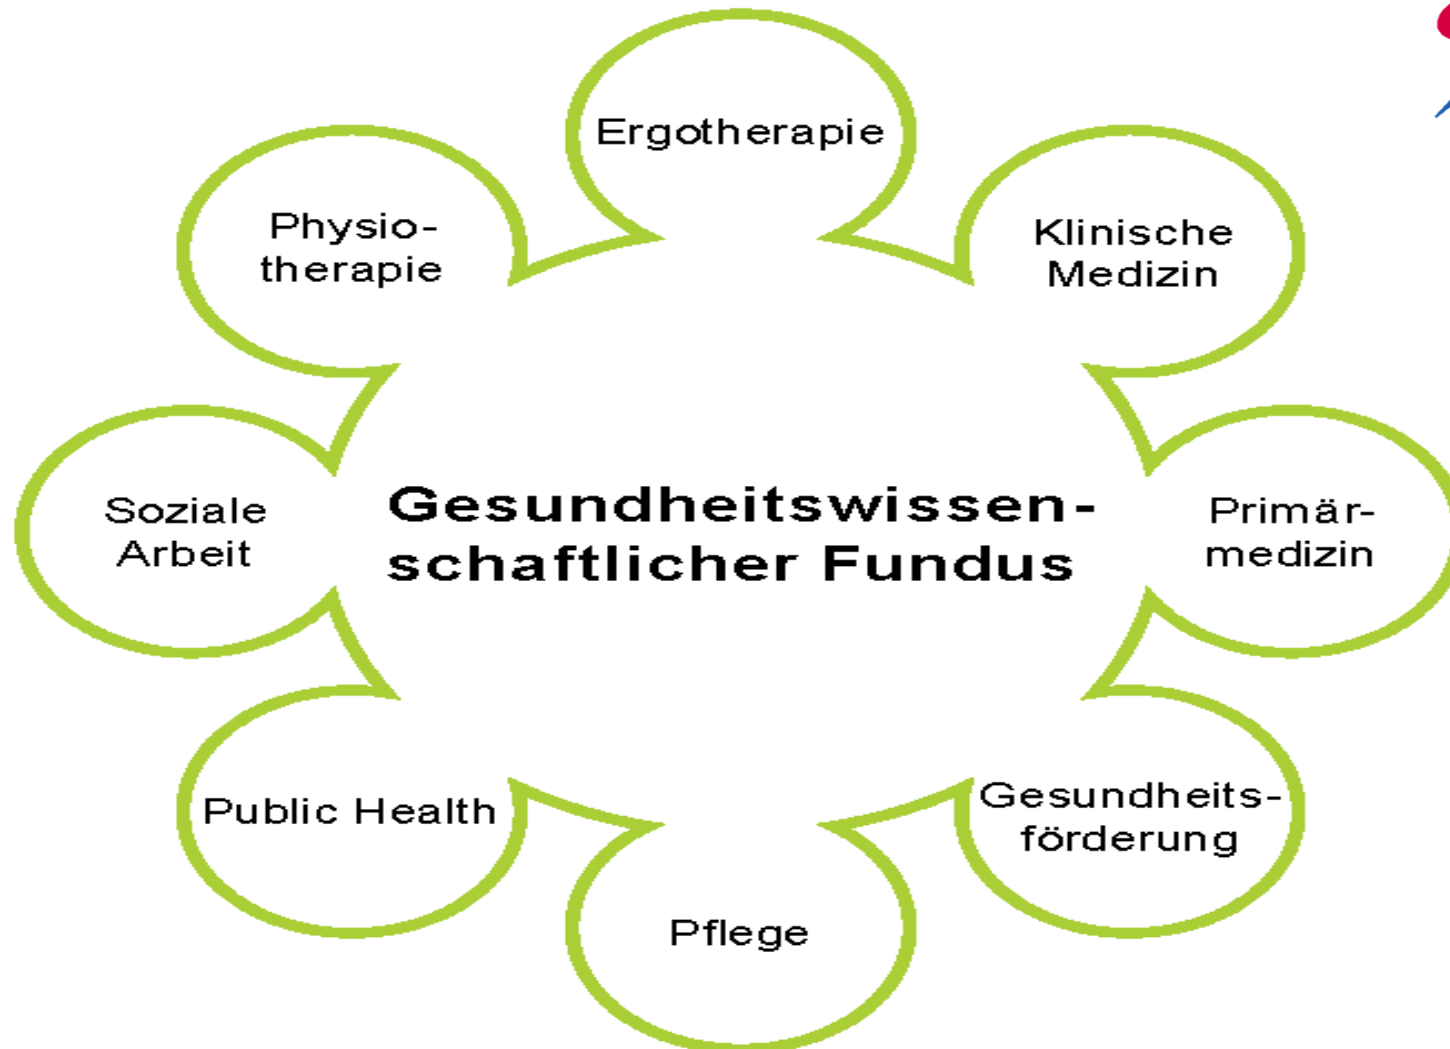 Ergotherapie
Physio-
therapie
Klinische
Medizin
Soziale
Arbeit
Gesundheitswissen-
schaftlicher Fundus
Primär-
medizin
Public Health
Gesundheits-
förderung
Pflege